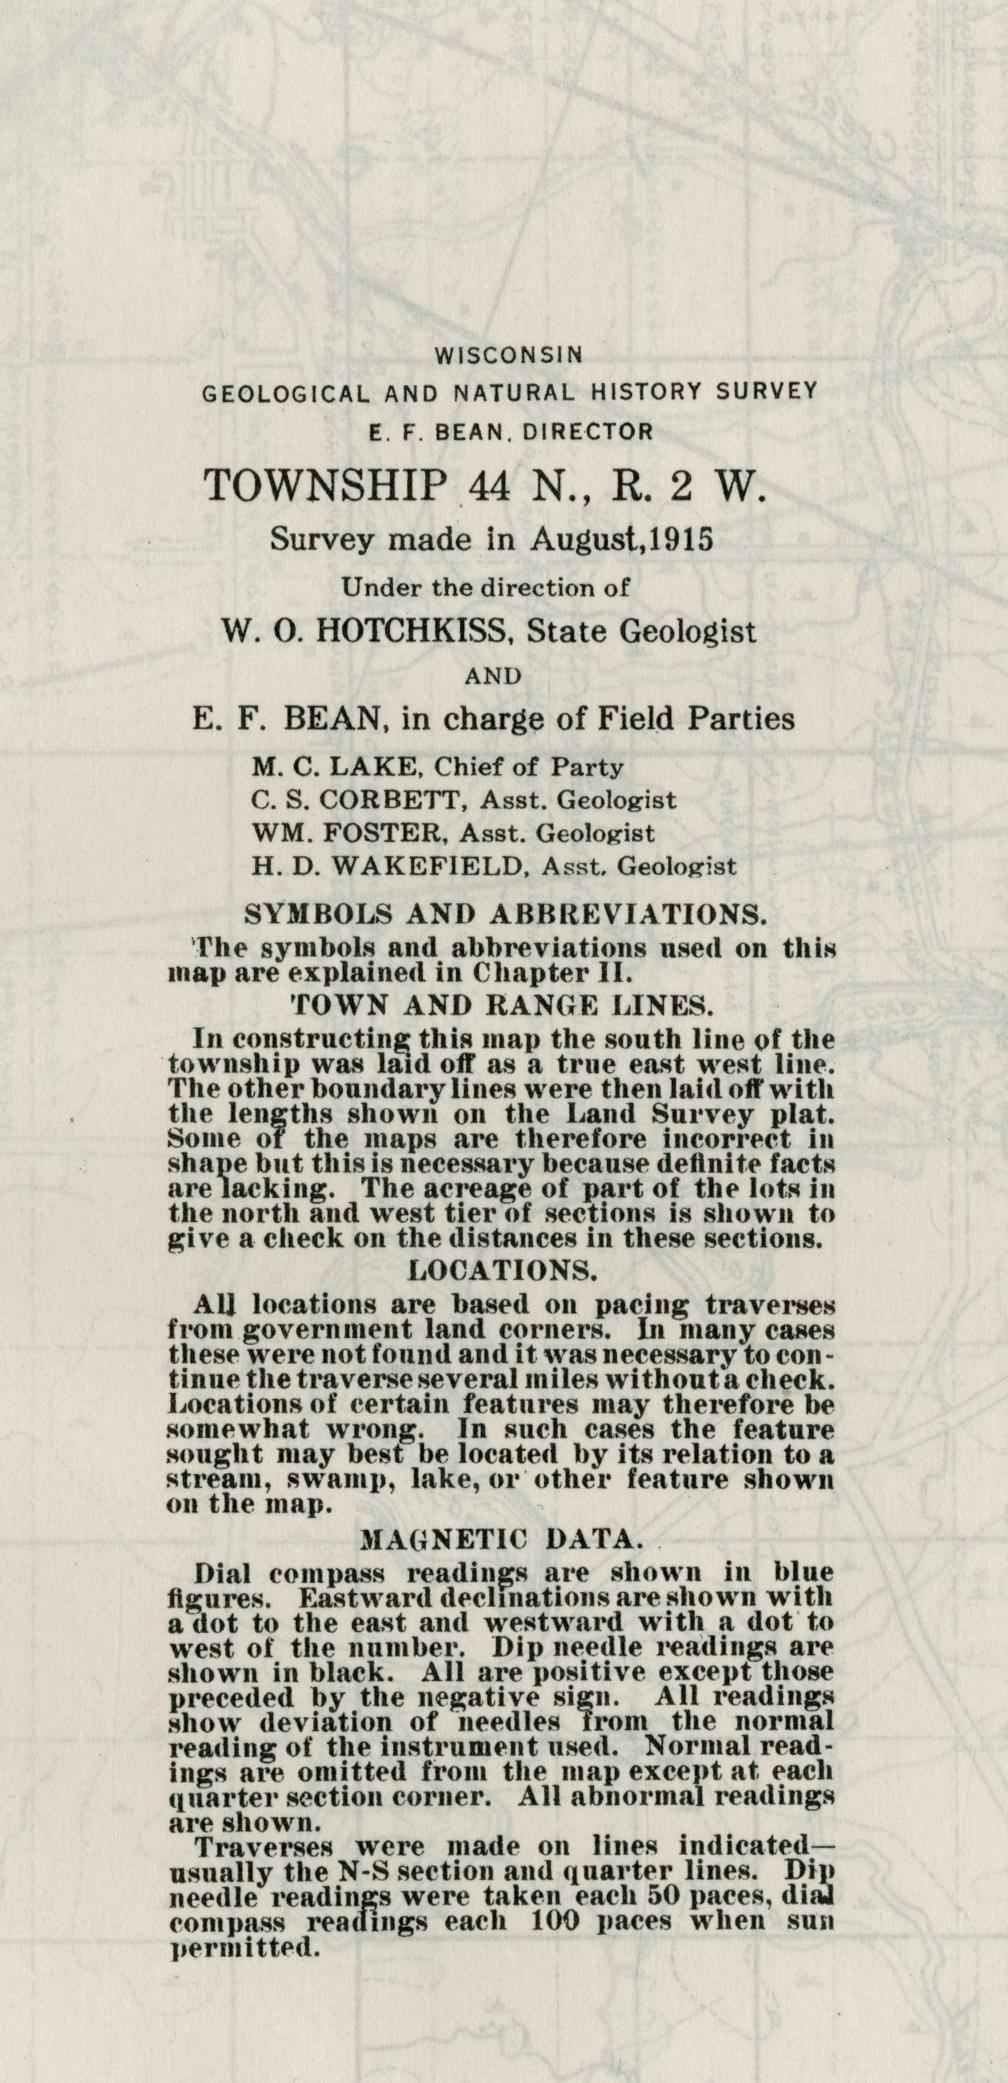 WISCONSIN
GEOLOGICAL AND NATURAL HISTORY SURVEY
E. F. BEAN, DIRECTOR
TOWNSHIP 44 N., R. 2 W.
Survey made in August,1915
Under the direction of
W. O. HOTCHKISS, State Geologist
AND
E. F. BEAN, in charge of Field Parties
M. C. LAKE, Chief of Party
C. S. CORBETT, Asst. Geologist
WM. FOSTER, Asst. Geologist
H. D. WAKEFIELD, Asst. Geologist
SYMBOLS AND ABBREVIATIONS.
The symbols and abbreviations used on this
map are explained in Chapter II.
TOWN AND RANGE LINES.
In constructing this map the south line of the
township was laid off as a true east west line.
The other boundary lines were then laid off with
the lengths shown on the Land Survey plat.
Some of the maps are therefore incorrect in
shape but this is necessary because definite facts
are lacking. The acreage of part of the lots in
the north and west tier of sections is shown to
give a check on the distances in these sections.
LOCATIONS.
All locations are based on pacing traverses
from government land corners. In many cases
these were not found and it was necessary to con-
tinue the traverse several miles without a check.
Locations of certain features may therefore be
somewhat wrong. In such cases the feature
sought may best be located by its relation to a
stream, swamp, lake, or other feature shown
on the map.
MAGNETIC DATA.
Dial compass readings are shown in blue
figures. Eastward declinations are shown with
a dot to the east and westward with a dot to
west of the number. Dip needle readings are
shown in black. All are positive except those
preceded by the negative sign. All readings
show deviation of needles from the normal
reading of the instrument used. Normal read-
ings are omitted from the map except at each
quarter section corner. All abnormal readings
are shown.
Traverses were made on lines indicated—
usually the N-S section and quarter lines. Dip
needle readings were taken each 50 paces, dial
compass readings each 100 paces when sun
permitted.